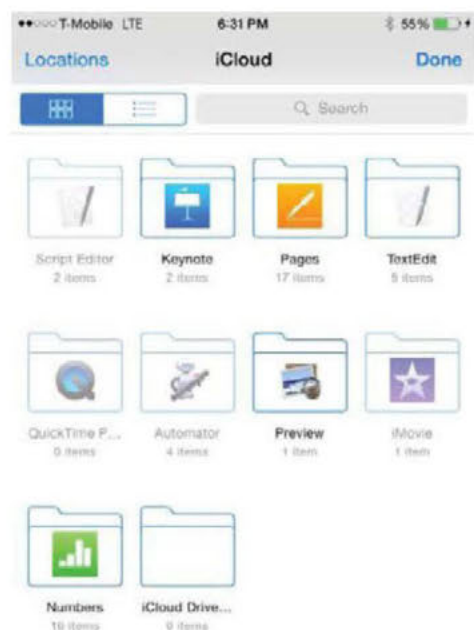 T-Mobile LTE 6:31 PM 55%
Locations iCloud Done
Search
Script Editor Keynote Pages TextEdit
2 items 2 items 17 items 5 items
QuickTime P... Automator Preview iMovie
0 items 4 items 1 item 1 item
Numbers iCloud Drive...
16 items 0 items